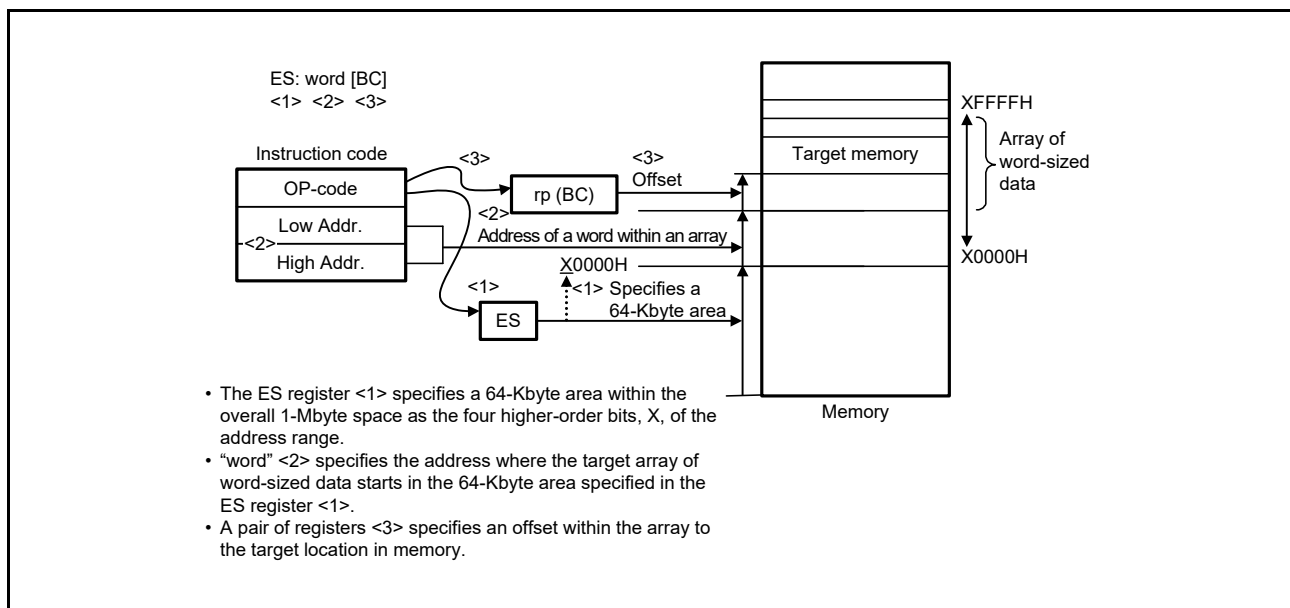 ES: word [BC]
<1> <2> <3>
XFFFFH
Array of
word-sized
data
Instruction code
<3>
<3>
Target memory
OP-code
rp (BC)
Offset
<2>
Low Addr.
<2>
Address of a word within an array
High Addr.
X0000H
X0000H
<1>
<1> Specifies a
64-Kbyte area
ES
Memory
• The ES register <1> specifies a 64-Kbyte area within the
overall 1-Mbyte space as the four higher-order bits, X, of the
address range.
• “word” <2> specifies the address where the target array of
word-sized data starts in the 64-Kbyte area specified in the
ES register <1>.
• A pair of registers <3> specifies an offset within the array to
the target location in memory.